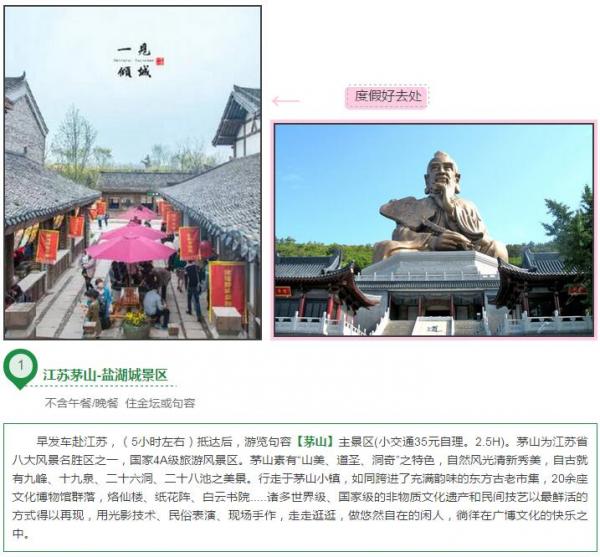 一见
倾城
度假好去处
1
江苏茅山-盐湖城景区
不含午餐/晚餐 住金坛或句容
早发车赴江苏，（5小时左右）抵达后，游览句容【茅山】主景区(小交通35元自理。2.5H)。茅山为江苏省
八大风景名胜区之一，国家4A级旅游风景区。茅山素有“山美、道圣、洞奇”之特色，自然风光清新秀美，自古就
有九峰、十九泉、二十六洞、二十八池之美景。行走于茅山小镇，如同跨进了充满韵味的东方古老市集，20余座
文化博物馆群落，烙仙楼、纸花阵、白云书院.....诸多世界级、国家级的非物质文化遗产和民间技艺以最鲜活的
方式得以再现，用光影技术、民俗表演、现场手作，走走逛逛，做悠然自在的闲人，徜徉在广博文化的快乐之
中。